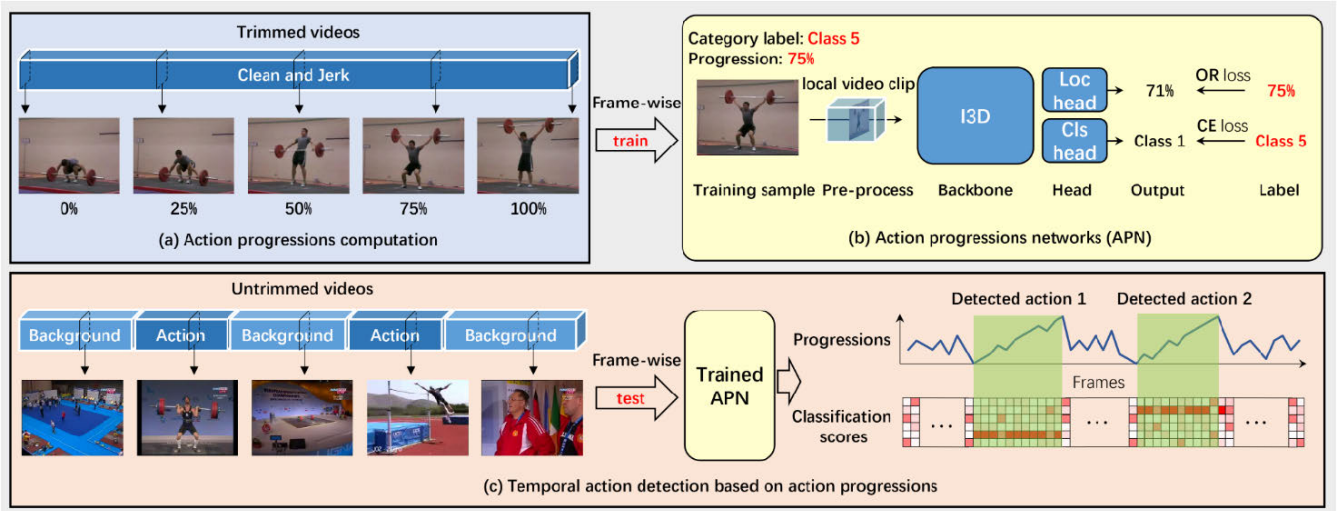 Trimmed videos
Clean and Jerk
0% 25% 50% 75% 100%
(a) Action progressions computation
Frame-wise
train
Category label: Class 5
Progression: 75%
local video clip
I3D
Loc head
Cls head
71%
OR loss
75%
Class 1
CE loss
Class 5
Training sample Pre-process Backbone Head Output Label
(b) Action progressions networks (APN)
Untrimmed videos
Background Action Background Action Background
Frame-wise
test
Trained
APN
Detected action 1 Detected action 2
Progressions
Frames
Classification
scores
... ... ...
(c) Temporal action detection based on action progressions